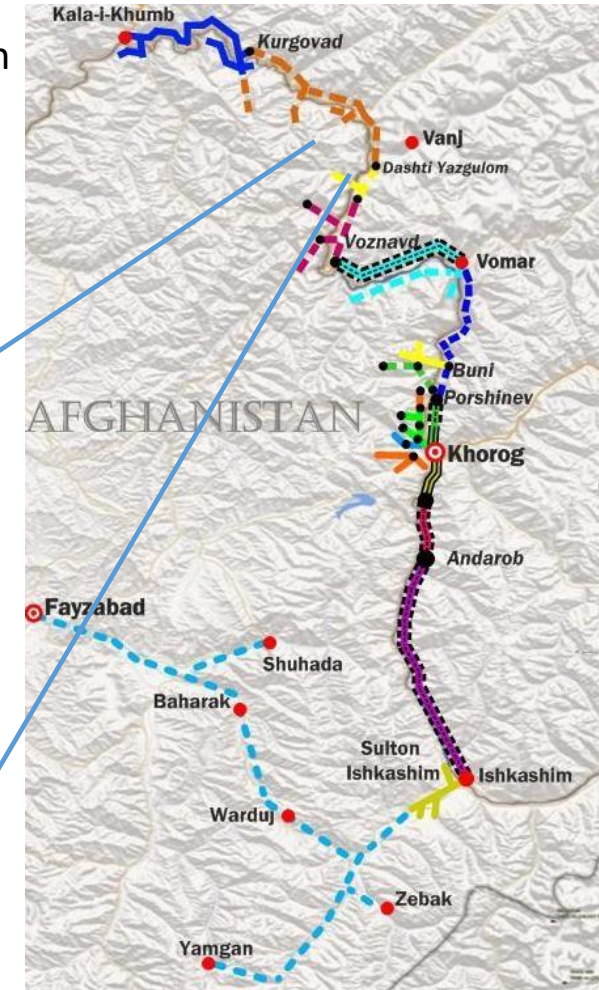 Kala-i-Khumb
Kurgovad
Vanj
Dashti Yazgulom
Voznavd
Vomar
Buni
Porshinev
AFGHANISTAN
Khorog
Andarob
Fayzabad
Shuhada
Baharak
Sulton
Ishkashim
Ishkashim
Warduj
Zebak
Yamgan